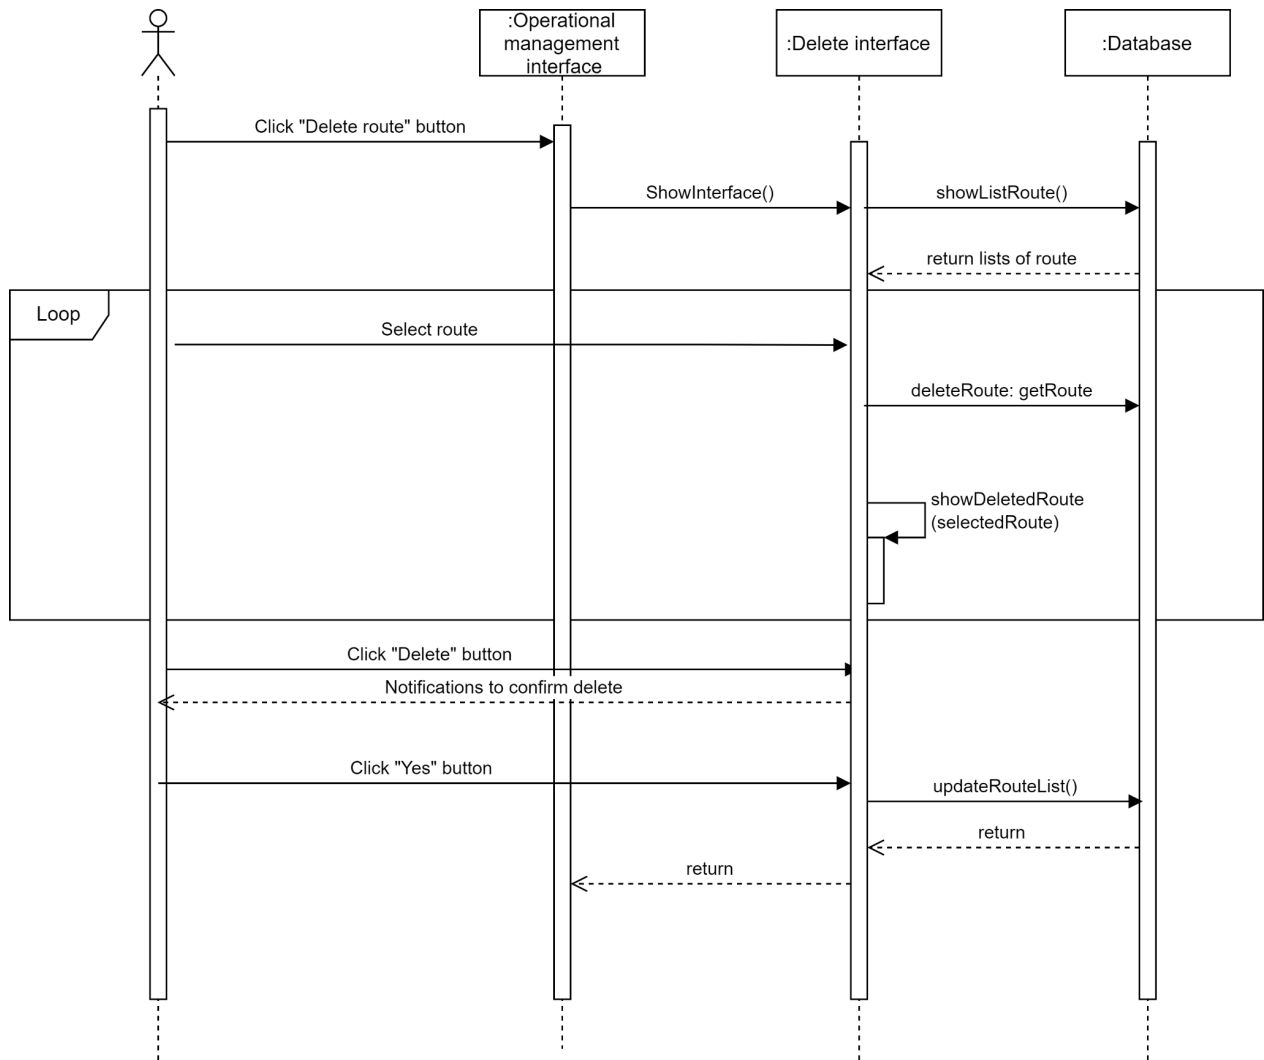 :Operational
management
interface
:Delete interface
:Database
Click "Delete route" button
ShowInterface()
showListRoute()
return lists of route
Loop
Select route
deleteRoute: getRoute
showDeletedRoute
(selectedRoute)
Click "Delete" button
Notifications to confirm delete
Click "Yes" button
updateRouteList()
return
return